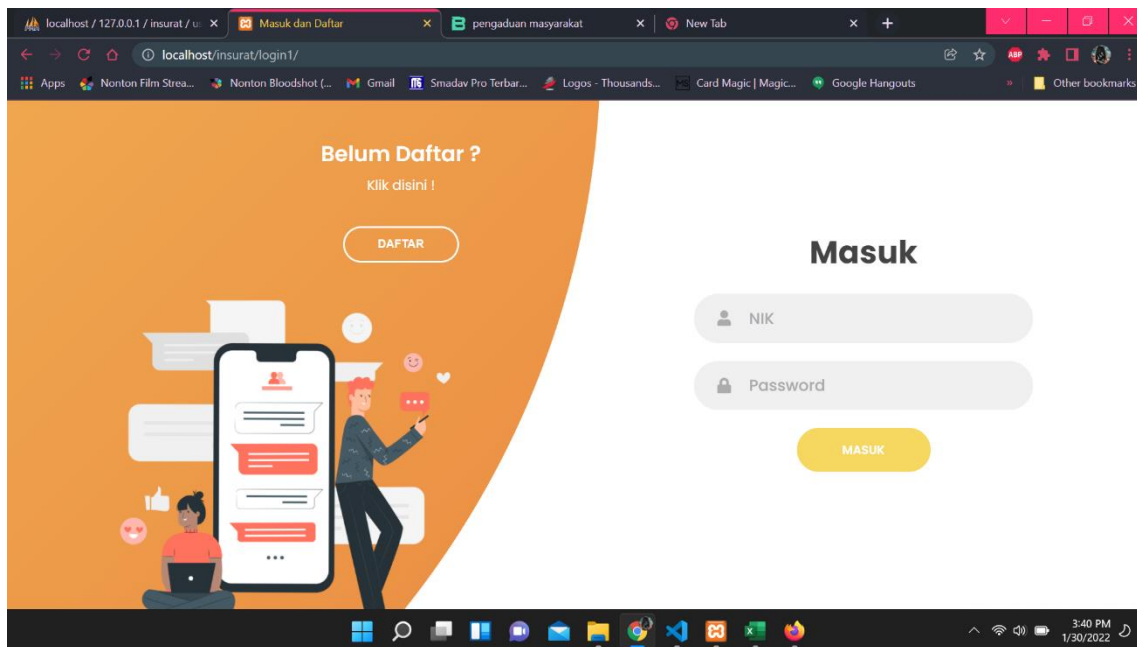 localhost / 127.0.0.1 / insurat / u
Masuk dan Daftar
pengaduan masyarakat
New Tab
localhost/insurat/login1/
ABP
Apps
Nonton Film Strea...
Nonton Bloodshot (...
Gmail
Smadav Pro Terbar...
Logos - Thousands...
Card Magic | Magic...
Google Hangouts
»
Other bookmarks
Belum Daftar ?
Klik disini !
DAFTAR
Masuk
NIK
Password
MASUK
3:40 PM
1/30/2022